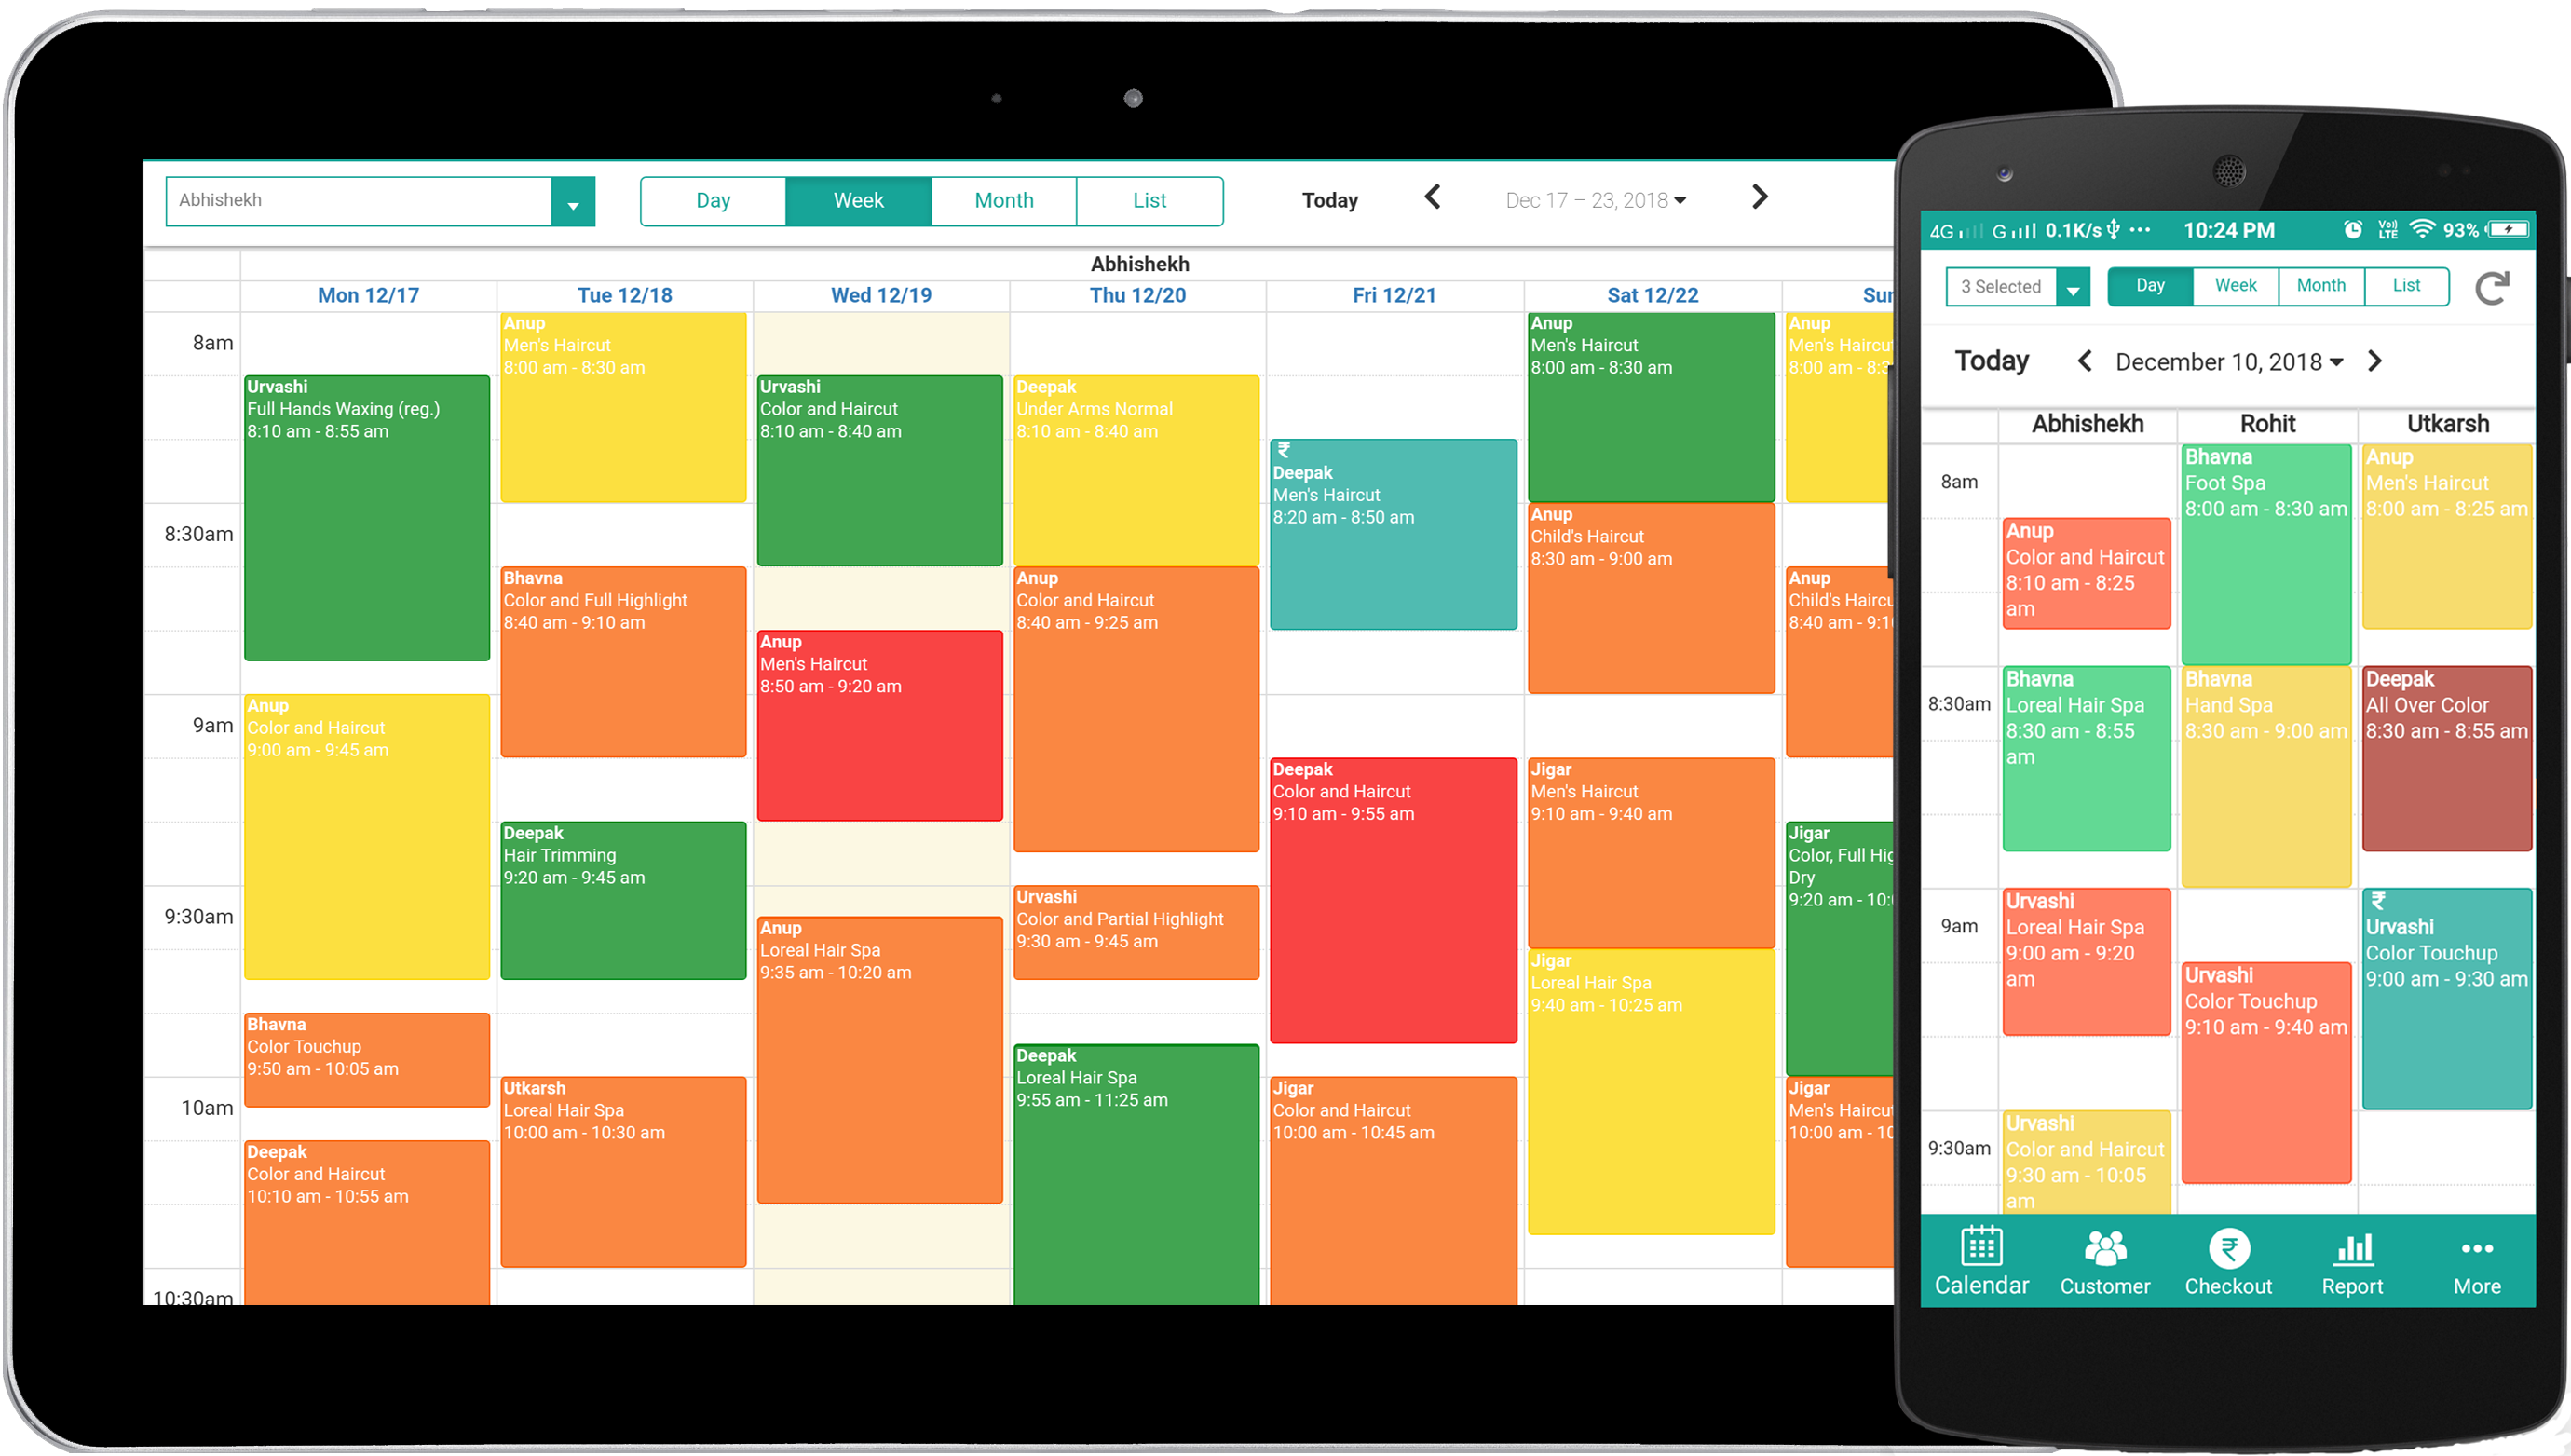 Abhishekh
Day Week Month List
Today Dec 17 – 23, 2018
Abhishekh
Mon 12/17 Tue 12/18 Wed 12/19 Thu 12/20 Fri 12/21 Sat 12/22
8am
8:30am
9am
9:30am
10am
10:30am
Urvashi
Full Hands Waxing (reg.)
8:10 am - 8:55 am
Anup
Color and Haircut
9:00 am - 9:45 am
Bhavna
Color Touchup
9:50 am - 10:05 am
Deepak
Color and Haircut
10:10 am - 10:55 am
Anup
Men's Haircut
8:00 am - 8:30 am
Bhavna
Color and Full Highlight
8:40 am - 9:10 am
Deepak
Hair Trimming
9:20 am - 9:45 am
Utkarsh
Loreal Hair Spa
10:00 am - 10:30 am
Urvashi
Color and Haircut
8:10 am - 8:40 am
Anup
Men's Haircut
8:50 am - 9:20 am
Anup
Loreal Hair Spa
9:35 am - 10:20 am
Deepak
Under Arms Normal
8:10 am - 8:40 am
Anup
Color and Haircut
8:40 am - 9:25 am
Urvashi
Color and Partial Highlight
9:30 am - 9:45 am
Deepak
Loreal Hair Spa
9:55 am - 11:25 am
₹
Deepak
Men's Haircut
8:20 am - 8:50 am
Deepak
Color and Haircut
9:10 am - 9:55 am
Jigar
Color and Haircut
10:00 am - 10:45 am
Anup
Men's Haircut
8:00 am - 8:30 am
Anup
Child's Haircut
8:30 am - 9:00 am
Jigar
Men's Haircut
9:10 am - 9:40 am
Jigar
Loreal Hair Spa
9:40 am - 10:25 am
Anup
Men's
8:00 am -
Anup
Child's
8:40 am -
Jigar
Color, Full
Dry
9:20 am -
Jigar
Men's
10:00 am -
4G G 0.1K/s ••• 10:24 PM Vo) LTE 93%
3 Selected Day Week Month List
Today December 10, 2018
Abhishekh Rohit Utkarsh
8am
8:30am
9am
9:30am
Anup
Color and Haircut
8:10 am - 8:25
am
Bhavna
Loreal Hair Spa
8:30 am - 8:55
am
Urvashi
Loreal Hair Spa
9:00 am - 9:20
am
Urvashi
Color and Haircut
9:30 am - 10:05
am
Bhavna
Foot Spa
8:00 am - 8:30 am
Bhavna
Hand Spa
8:30 am - 9:00 am
Urvashi
Color Touchup
9:10 am - 9:40 am
Anup
Men's Haircut
8:00 am - 8:25 am
Deepak
All Over Color
8:30 am - 8:55 am
₹
Urvashi
Color Touchup
9:00 am - 9:30 am
₹
Calendar Customer Checkout Report More